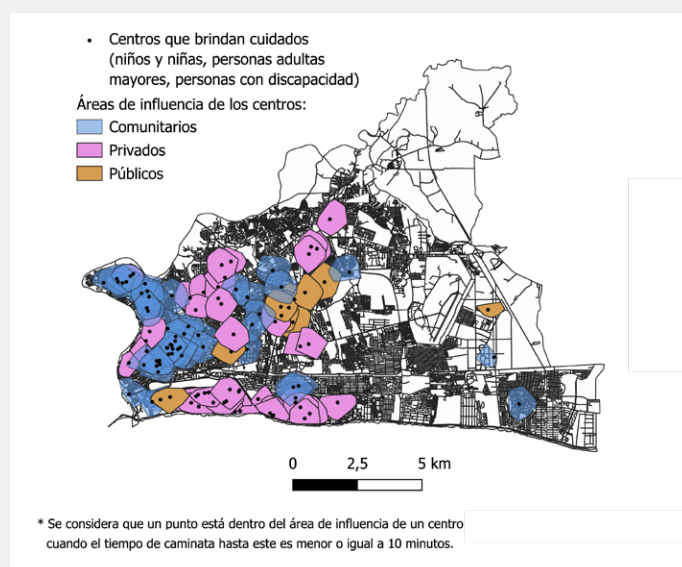 Centros que brindan cuidados
(niños y niñas, personas adultas
mayores, personas con discapacidad)
Áreas de influencia de los centros:
Comunitarios
Privados
Públicos
0 2,5 5 km
* Se considera que un punto está dentro del área de influencia de un centro
cuando el tiempo de caminata hasta este es menor o igual a 10 minutos.